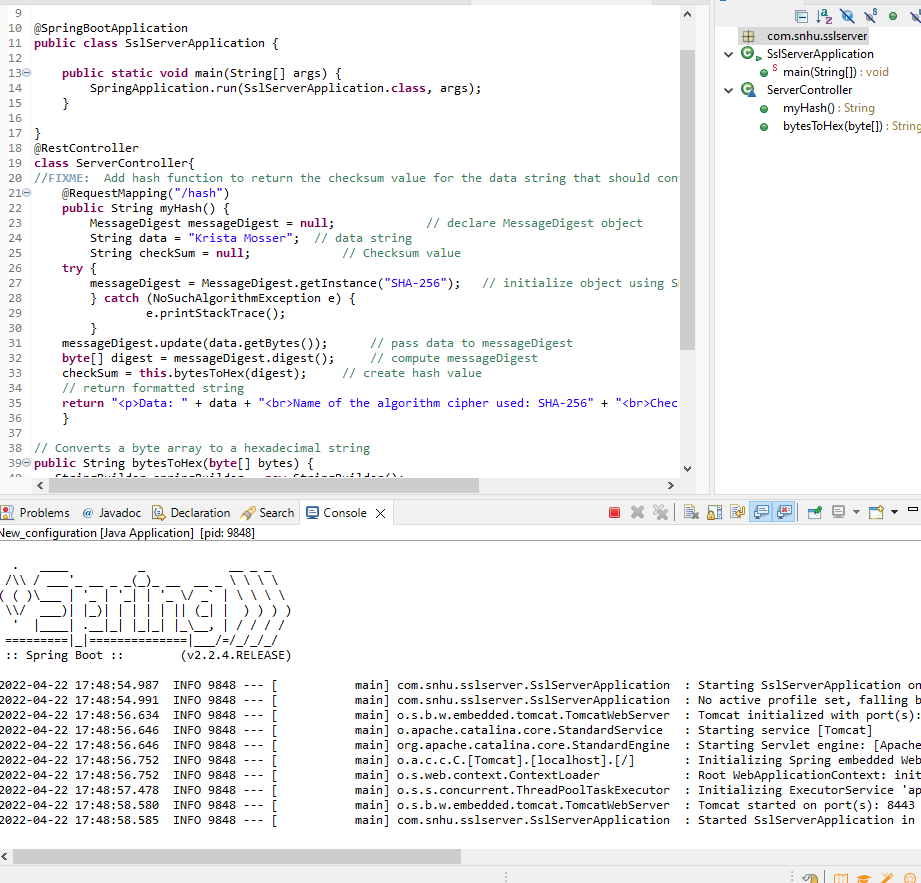 9
10 @SpringBootApplication
11 public class SslServerApplication {
12
13 public static void main(String[] args) {
14 SpringApplication.run(SslServerApplication.class, args);
15 }
16
17 }
18 @RestController
19 class ServerController{
20 //FIXME: Add hash function to return the checksum value for the data string that should con
21 @RequestMapping("/hash")
22 public String myHash() {
23 MessageDigest messageDigest = null; // declare MessageDigest object
24 String data = "Krista Mosser"; // data string
25 String checkSum = null; // Checksum value
26 try {
27 messageDigest = MessageDigest.getInstance("SHA-256"); // initialize object using S
28 } catch (NoSuchAlgorithmException e) {
29 e.printStackTrace();
30 }
31 messageDigest.update(data.getBytes()); // pass data to messageDigest
32 byte[] digest = messageDigest.digest(); // compute messageDigest
33 checkSum = this.bytesToHex(digest); // create hash value
34 // return formatted string
35 return "<p>Data: " + data + "<br>Name of the algorithm cipher used: SHA-256" + "<br>Chec
36 }
37
38 // Converts a byte array to a hexadecimal string
39 public String bytesToHex(byte[] bytes) {
com.snhu.sslserver
SslServerApplication
main(String[]) : void
ServerController
myHash() : String
bytesToHex(byte[]) : String
Problems @ Javadoc Declaration Search Console
New_configuration [Java Application] [pid: 9848]
:: Spring Boot :: (v2.2.4.RELEASE)
2022-04-22 17:48:54.987 INFO 9848 --- [ main] com.snhu.sslserver.SslServerApplication : Starting SslServerApplication on
2022-04-22 17:48:54.991 INFO 9848 --- [ main] com.snhu.sslserver.SslServerApplication : No active profile set, falling b
2022-04-22 17:48:56.634 INFO 9848 --- [ main] o.s.b.w.embedded.tomcat.TomcatWebServer : Tomcat initialized with port(s):
2022-04-22 17:48:56.646 INFO 9848 --- [ main] o.apache.catalina.core.StandardService : Starting service [Tomcat]
2022-04-22 17:48:56.646 INFO 9848 --- [ main] org.apache.catalina.core.StandardEngine : Starting Servlet engine: [Apache
2022-04-22 17:48:56.752 INFO 9848 --- [ main] o.a.c.c.C.[Tomcat].[localhost].[/] : Initializing Spring embedded Web
2022-04-22 17:48:56.752 INFO 9848 --- [ main] o.s.web.context.ContextLoader : Root WebApplicationContext: init
2022-04-22 17:48:57.478 INFO 9848 --- [ main] o.s.s.concurrent.ThreadPoolTaskExecutor : Initializing ExecutorService 'ap
2022-04-22 17:48:58.580 INFO 9848 --- [ main] o.s.b.w.embedded.tomcat.TomcatWebServer : Tomcat started on port(s): 8443
2022-04-22 17:48:58.585 INFO 9848 --- [ main] com.snhu.sslserver.SslServerApplication : Started SslServerApplication in